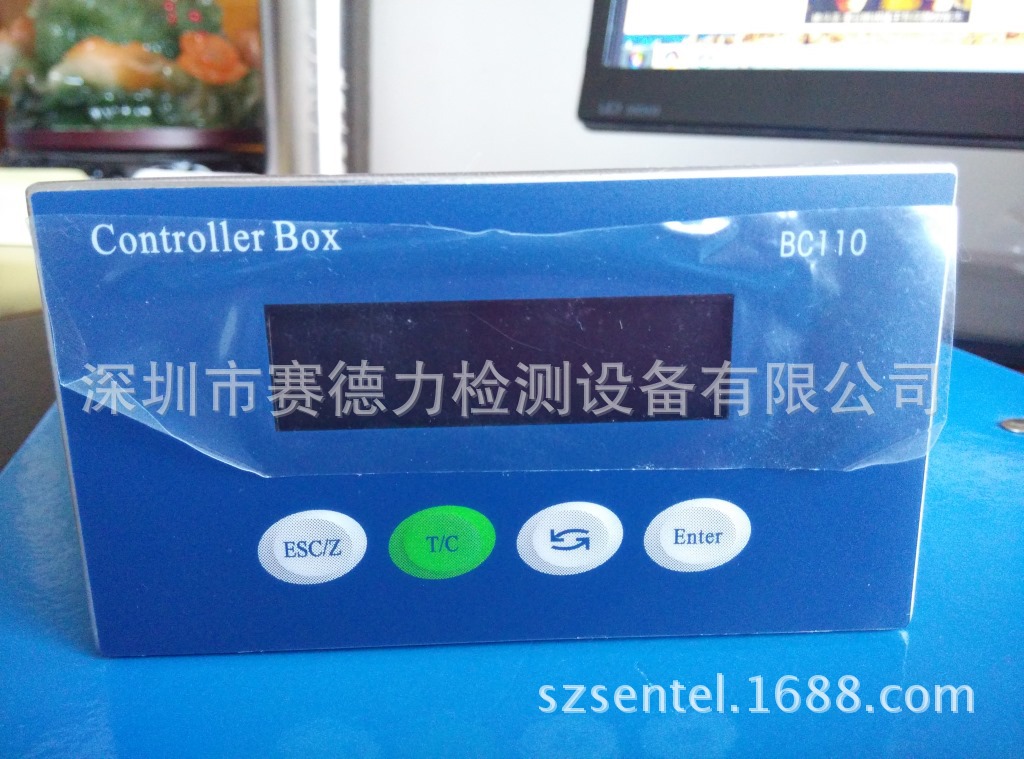 Controller Box
BC110
深圳市赛德力检测设备有限公司
ESC/Z
T/C
Enter
szsentel.1688.com